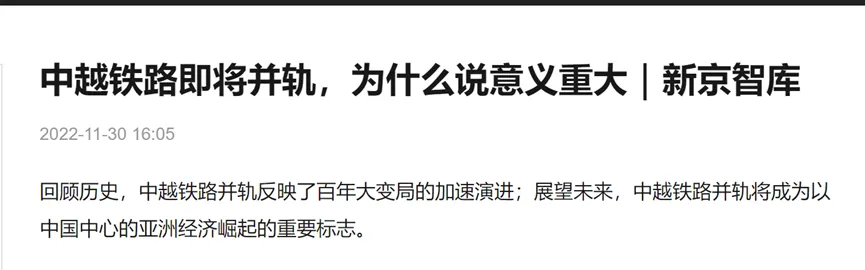 中越铁路即将并轨，为什么说意义重大｜新京智库
2022-11-30 16:05
回顾历史，中越铁路并轨反映了百年大变局的加速演进；展望未来，中越铁路并轨将成为以
中国中心的亚洲经济崛起的重要标志。